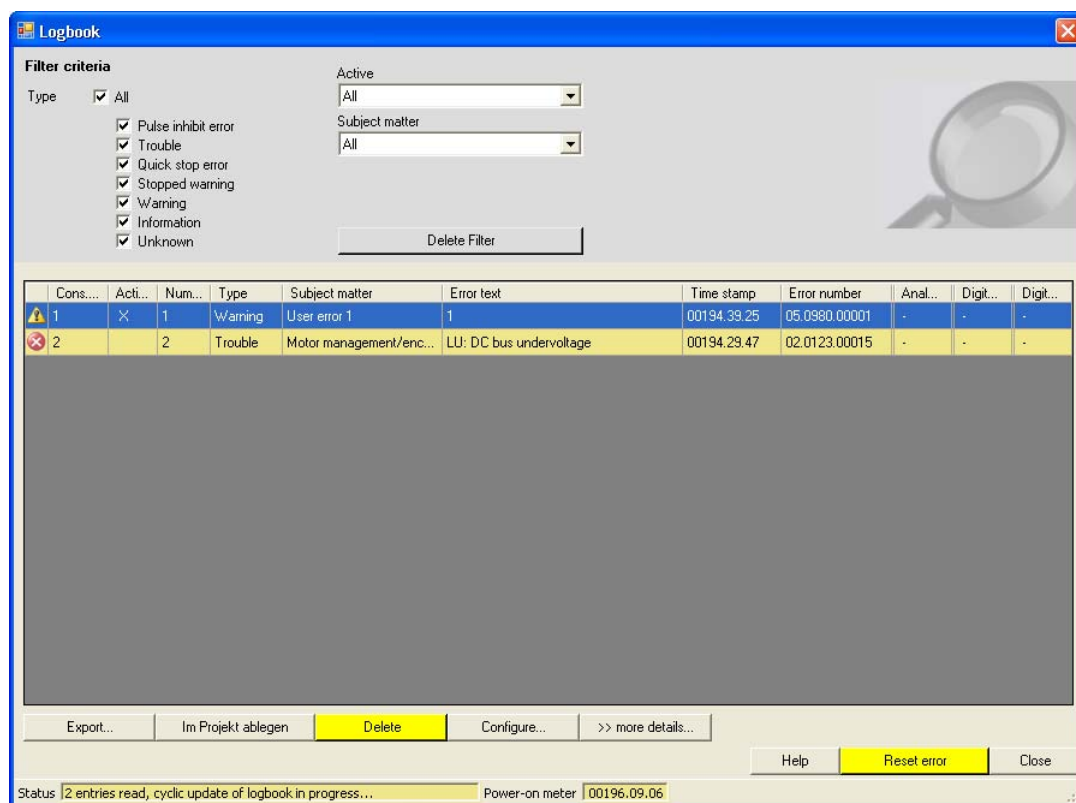 Logbook
Filter criteria
Type All
Pulse inhibit error
Trouble
Quick stop error
Stopped warning
Warning
Information
Unknown
Active
All
Subject matter
All
Delete Filter
Cons.... Acti... Num... Type Subject matter Error text Time stamp Error number Anal... Digit... Digit...
1 X 1 Warning User error 1 1 00194.39.25 05.0980.00001 - - -
2 2 Trouble Motor management/enc... LU: DC bus undervoltage 00194.29.47 02.0123.00015 - - -
Export... Im Projekt ablegen Delete Configure... >> more details...
Help Reset error Close
Status 2 entries read, cyclic update of logbook in progress... Power-on meter 00196.09.06